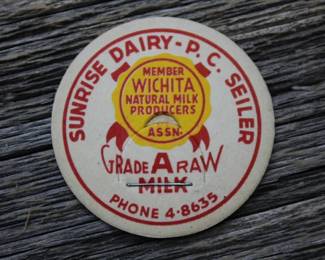 SUNRISE DAIRY-P.C. SEILER
MEMBER
WICHITA
NATURAL MILK
PRODUCERS
ASSN.
GRADE A RAW
MILK
PHONE 4-8635